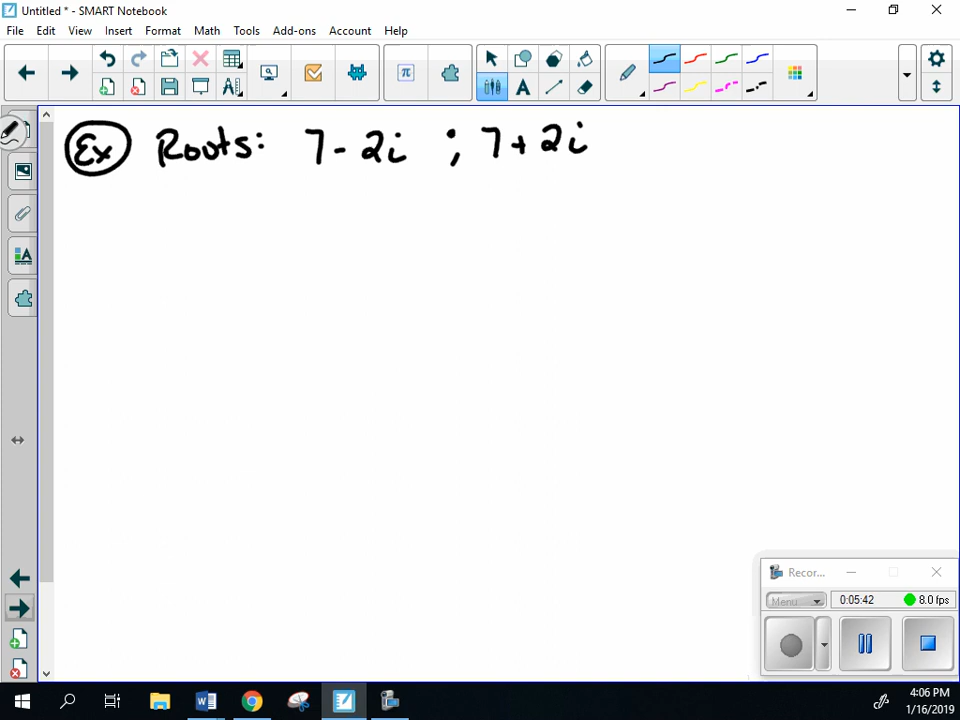 Untitled * - SMART Notebook
File Edit View Insert Format Math Tools Add-ons Account Help
π
A
A
Ex Roots: 7 - 2i ; 7 + 2i
Recor...
Menu 0:05:42 8.0 fps
4:06 PM
1/16/2019